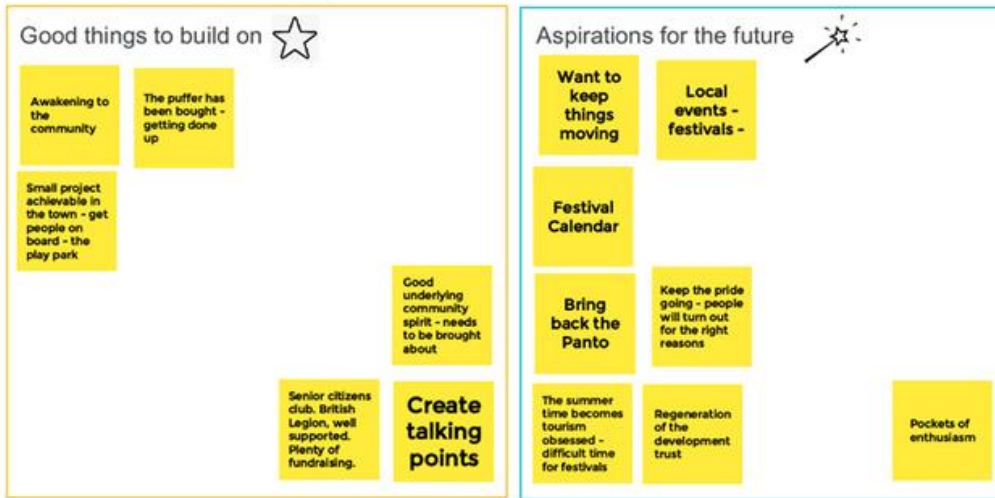 Good things to build on
Awakening to
the
community
The puffer has
been bought -
getting done
up
Small project
achievable in
the town - get
people on
board - the
play park
Good
underlying
community
spirit - needs
to be brought
about
Senior citizens
club. British
Legion, well
supported.
Plenty of
fundraising.
Create
talking
points
Aspirations for the future
Want to
keep
things
moving
Local
events -
festivals -
Festival
Calendar
Bring
back the
Panto
Keep the pride
going - people
will turn out
for the right
reasons
The summer
time becomes
tourism
obsessed -
difficult time
for festivals
Regeneration
of the
development
trust
Pockets of
enthusiasm